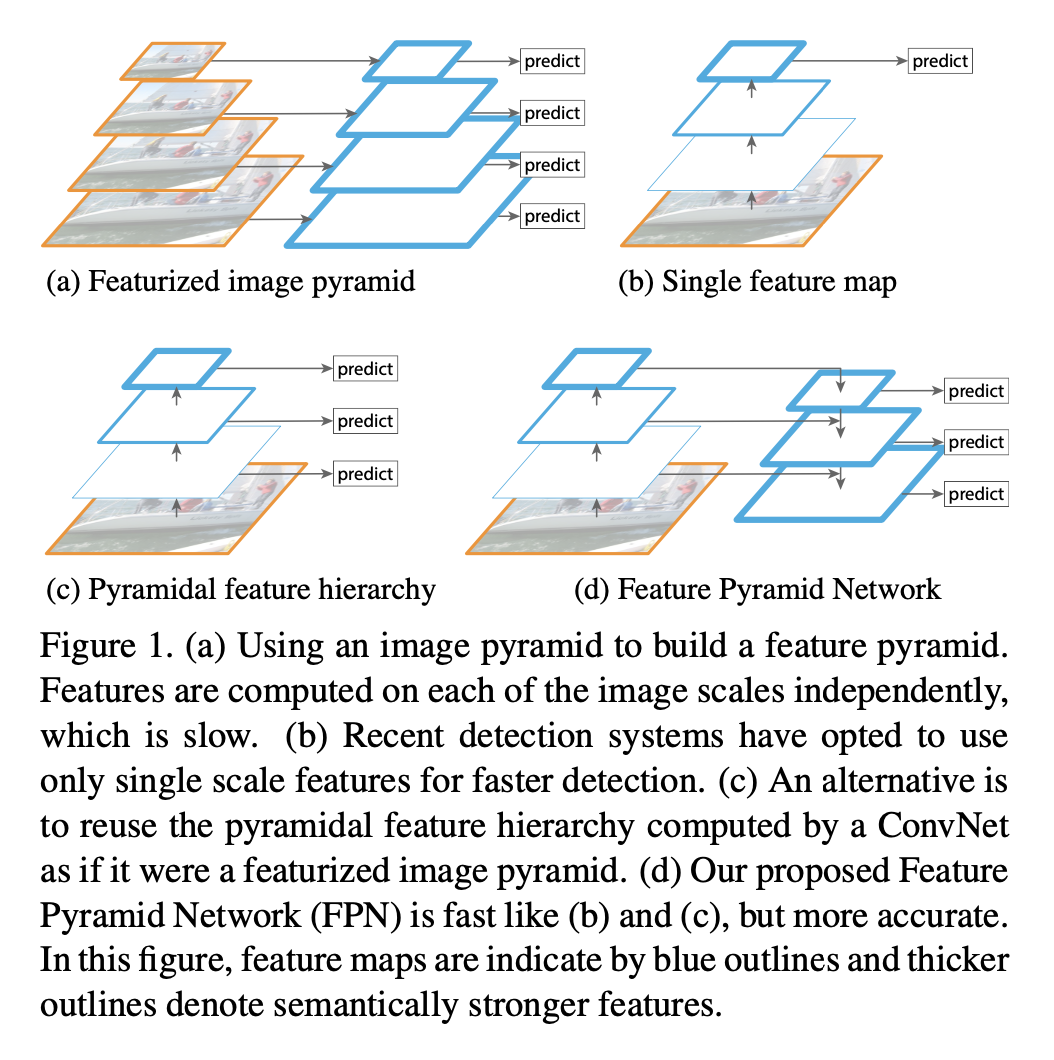 predict
predict
predict
predict
(a) Featurized image pyramid
predict
(b) Single feature map
predict
predict
predict
(c) Pyramidal feature hierarchy
predict
predict
predict
(d) Feature Pyramid Network
Figure 1. (a) Using an image pyramid to build a feature pyramid.
Features are computed on each of the image scales independently,
which is slow. (b) Recent detection systems have opted to use
only single scale features for faster detection. (c) An alternative is
to reuse the pyramidal feature hierarchy computed by a ConvNet
as if it were a featurized image pyramid. (d) Our proposed Feature
Pyramid Network (FPN) is fast like (b) and (c), but more accurate.
In this figure, feature maps are indicate by blue outlines and thicker
outlines denote semantically stronger features.